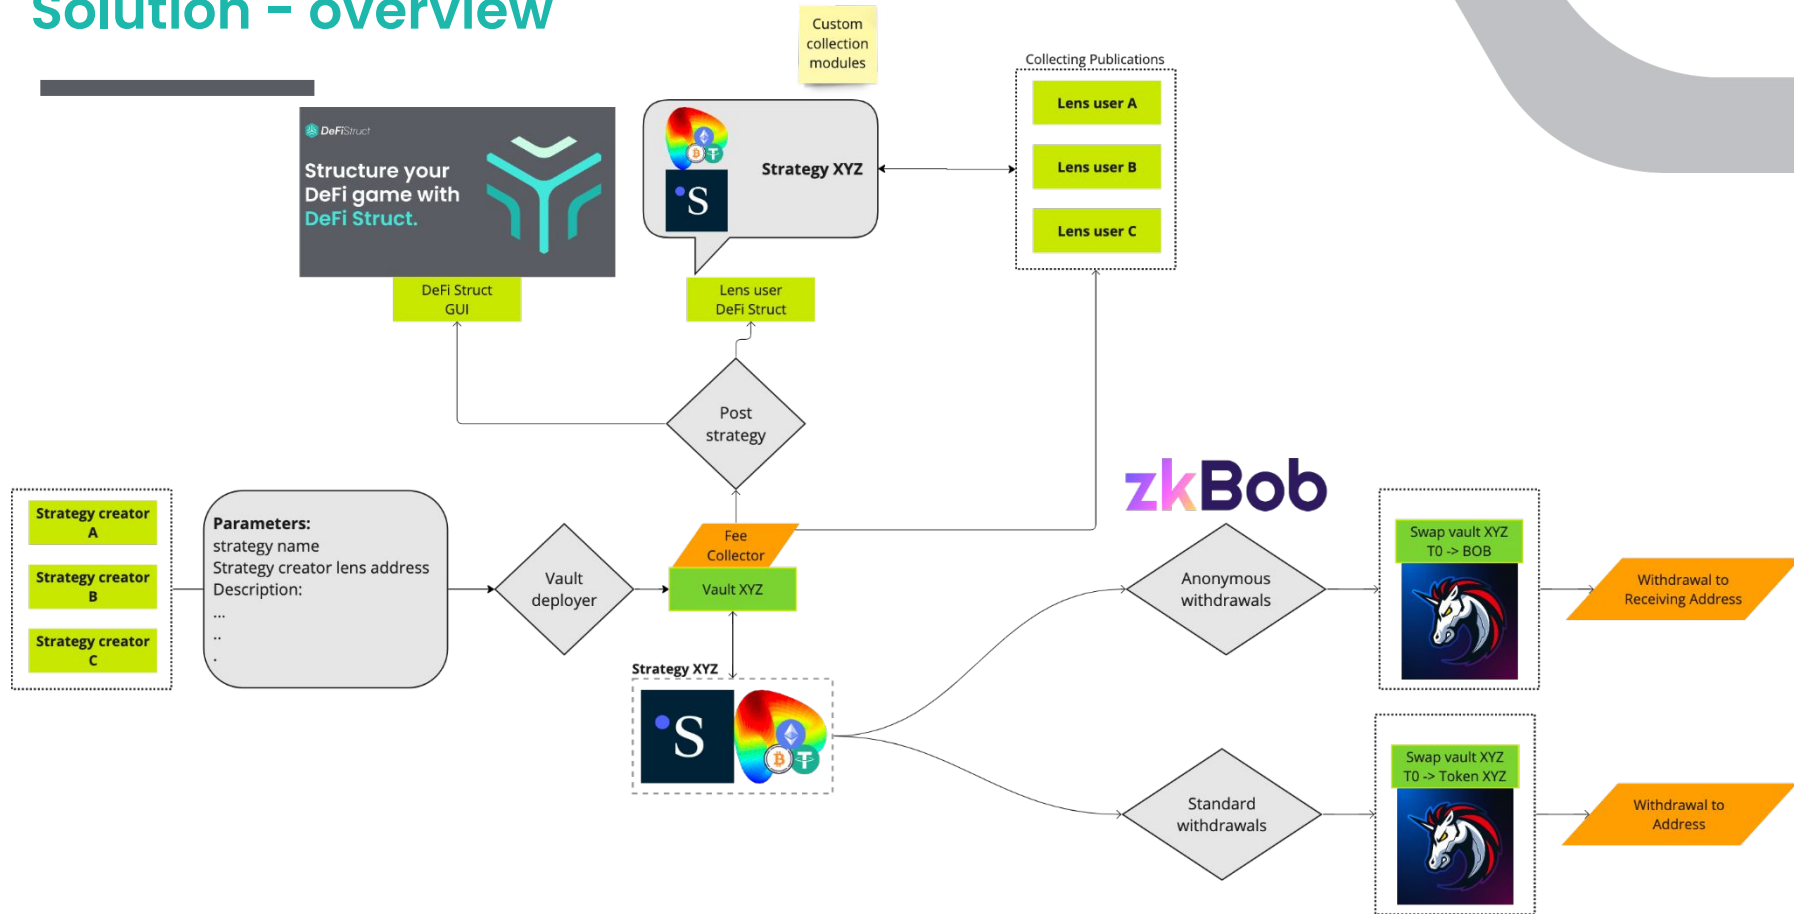 Solution - overview
Custom
collection
modules
Collecting Publications
Lens user A
Lens user B
Lens user C
DeFiStruct
Structure your
DeFi game with
DeFi Struct.
S
Strategy XYZ
DeFi Struct
GUI
Lens user
DeFi Struct
Post
strategy
zkBob
Strategy creator
A
Strategy creator
B
Strategy creator
C
Parameters:
strategy name
Strategy creator lens address
Description:
...
..
.
Vault
deployer
Fee
Collector
Vault XYZ
Strategy XYZ
S
Anonymous
withdrawals
Swap vault XYZ
T0 -> BOB
Withdrawal to
Receiving Address
Standard
withdrawals
Swap vault XYZ
T0 -> Token XYZ
Withdrawal to
Address